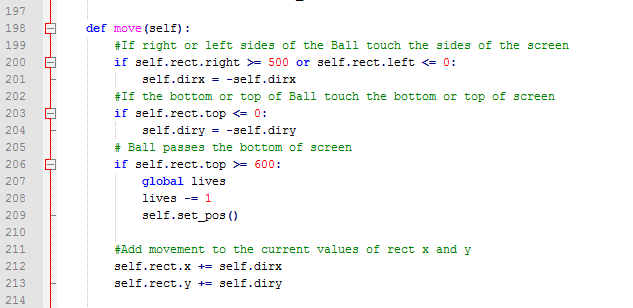 197
198 def move(self):
199 #If right or left sides of the Ball touch the sides of the screen
200 if self.rect.right >= 500 or self.rect.left <= 0:
201 self.dirx = -self.dirx
202 #If the bottom or top of Ball touch the bottom or top of screen
203 if self.rect.top <= 0:
204 self.diry = -self.diry
205 # Ball passes the bottom of screen
206 if self.rect.top >= 600:
207 global lives
208 lives -= 1
209 self.set_pos()
210
211 #Add movement to the current values of rect x and y
212 self.rect.x += self.dirx
213 self.rect.y += self.diry
214